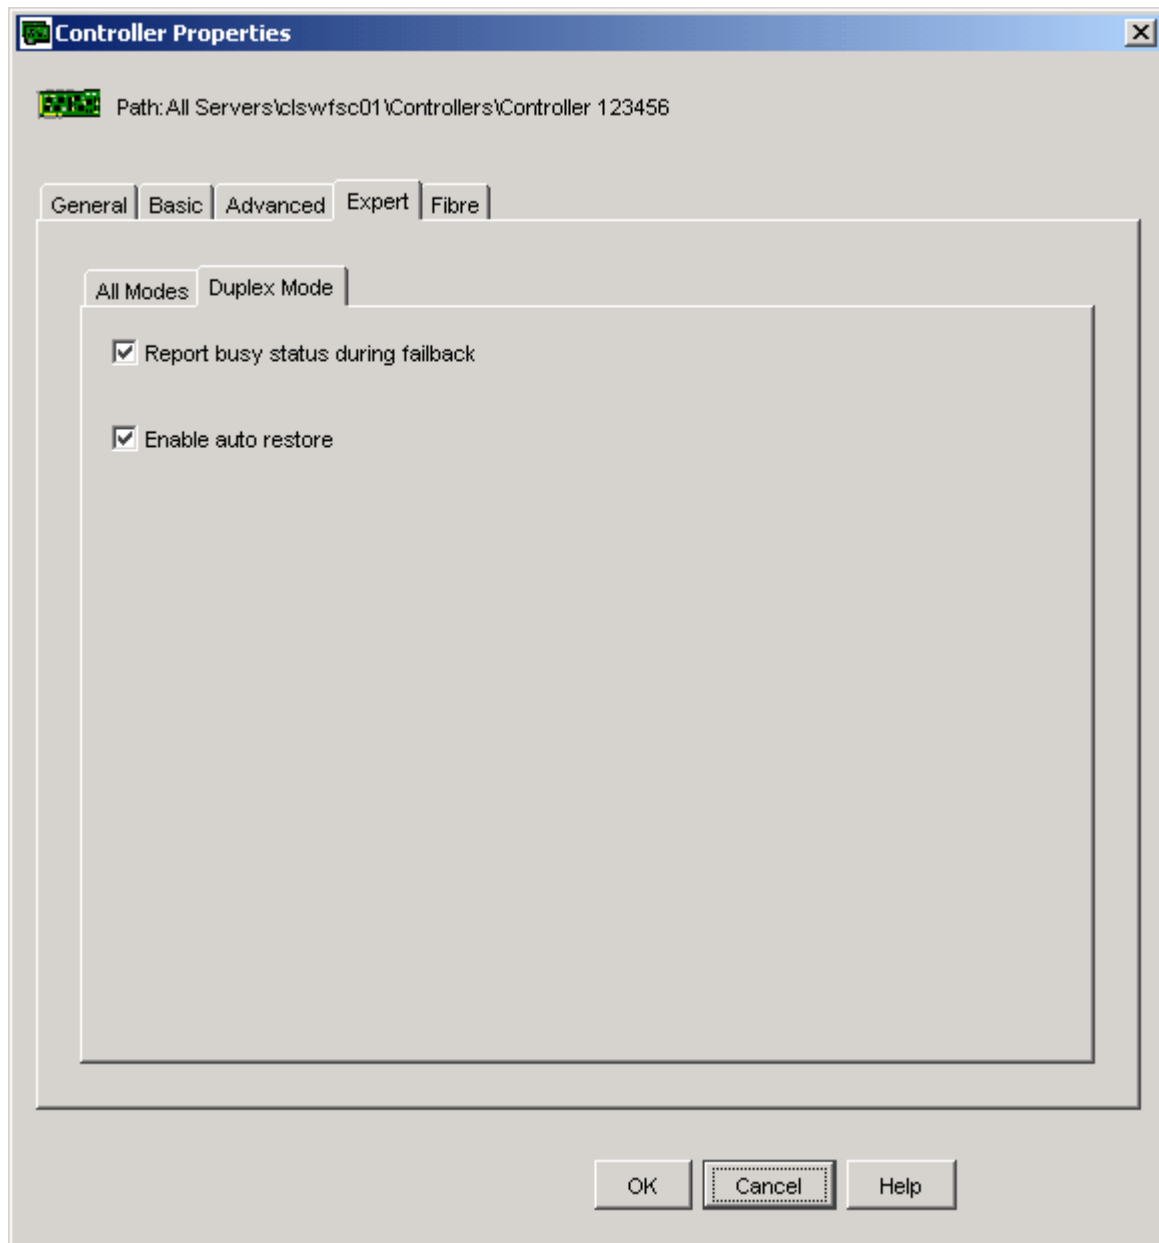 Controller Properties
Path:All Servers\clswfsc01\Controllers\Controller 123456
General Basic Advanced Expert Fibre
All Modes Duplex Mode
Report busy status during failback
Enable auto restore
OK Cancel Help